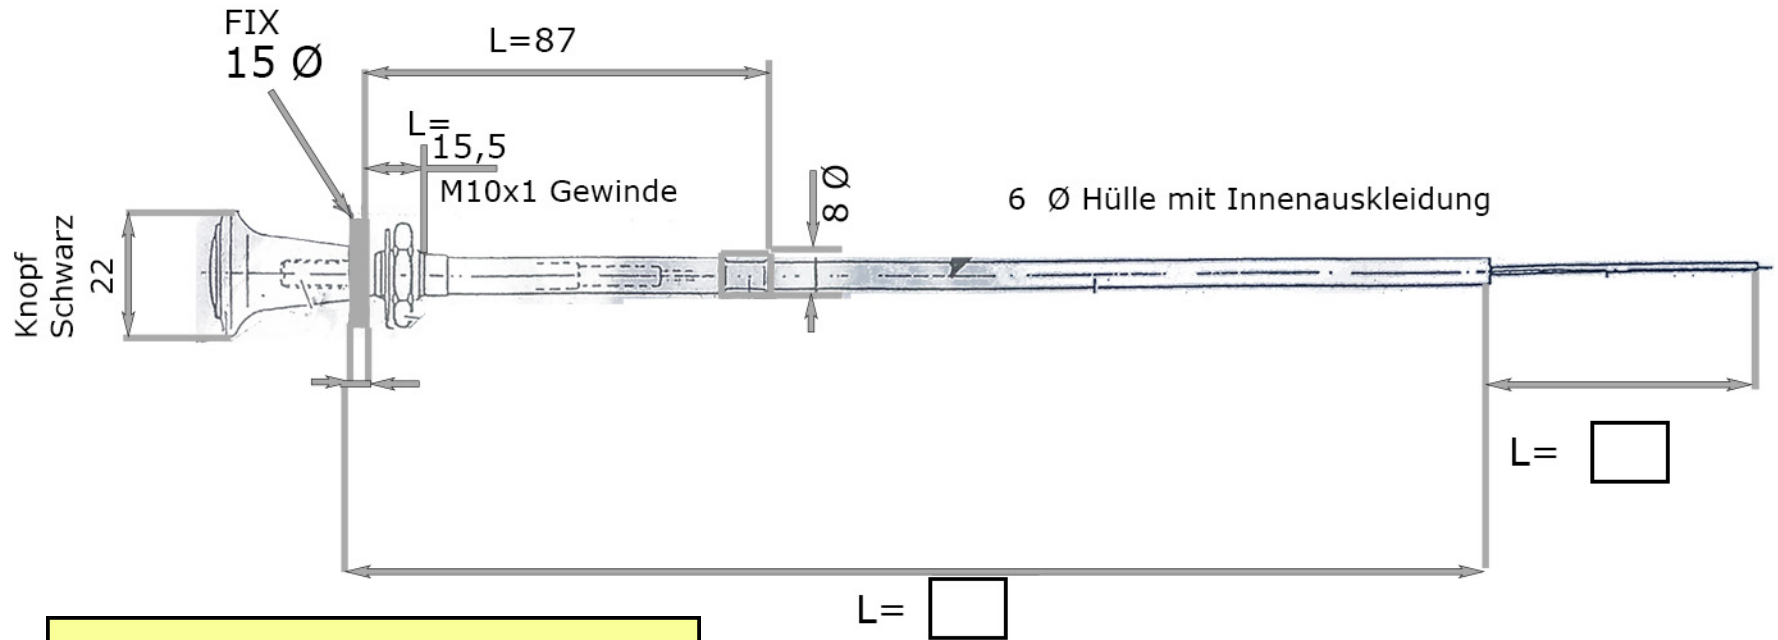 FIX
15 Ø
L=87
L=
15,5
M10x1 Gewinde
8 Ø
6 Ø Hülle mit Innenauskleidung
Knopf
Schwarz
22
L=
L=